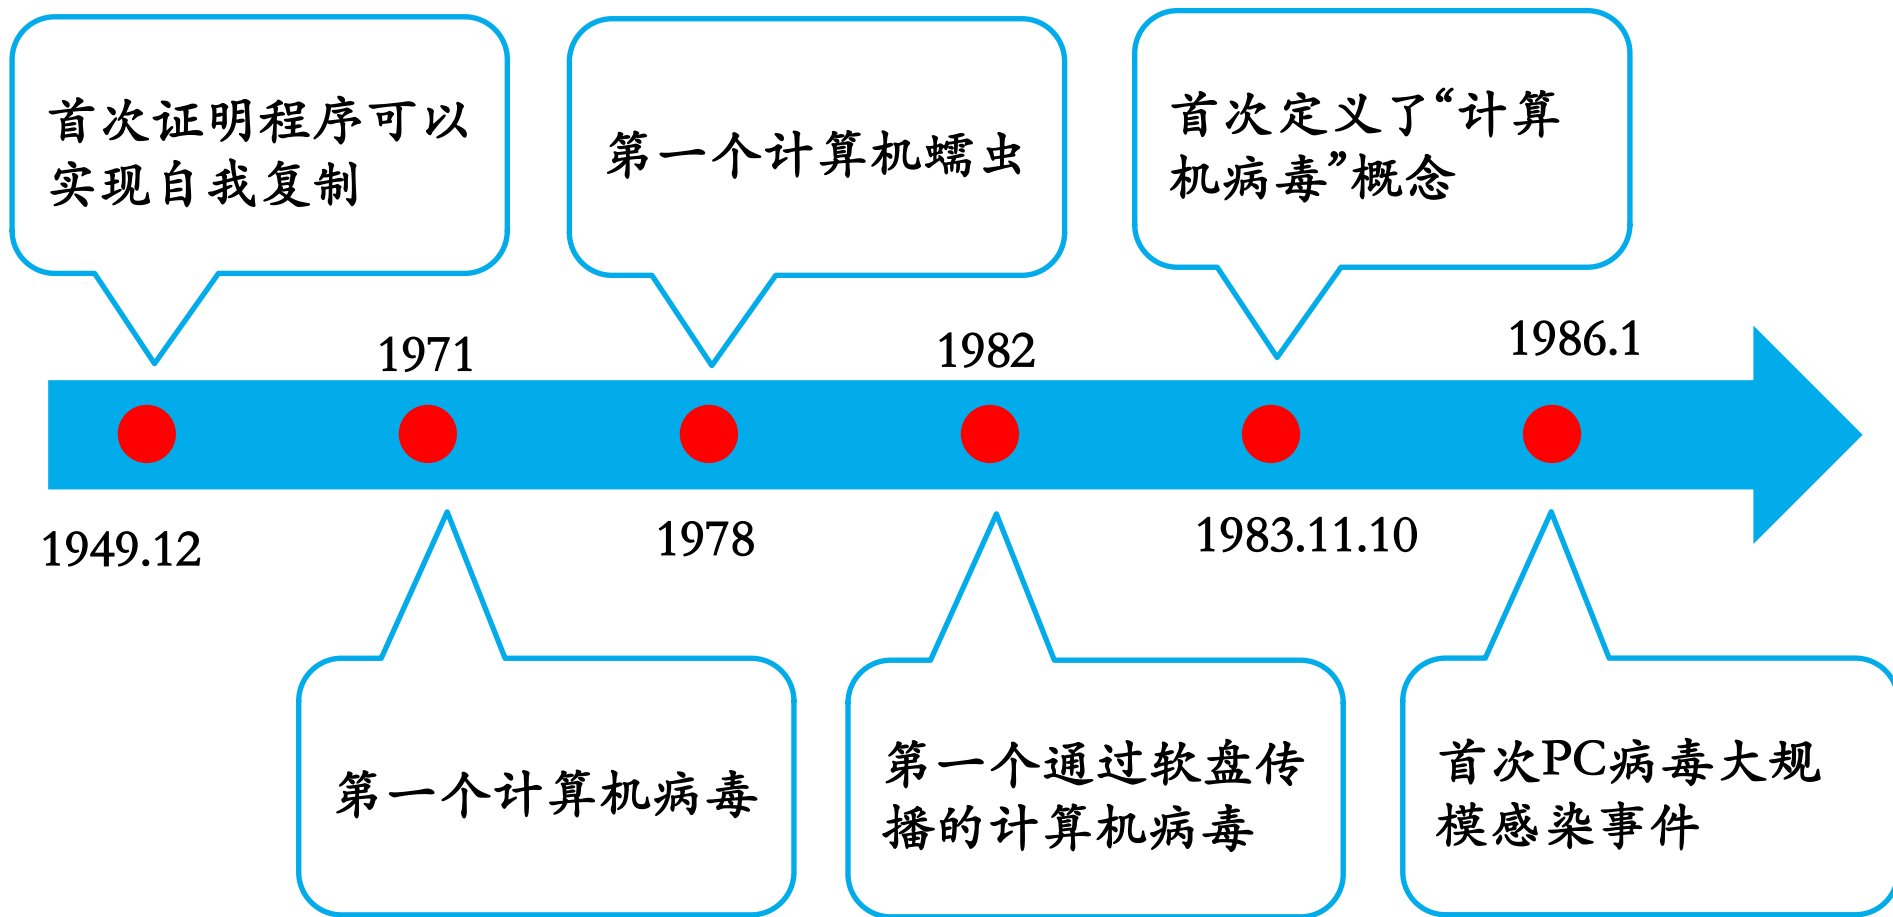 首次证明程序可以
实现自我复制
第一个计算机蠕虫
首次定义了“计算
机病毒”概念
1971
1982
1986.1
1949.12
1978
1983.11.10
第一个计算机病毒
第一个通过软盘传
播的计算机病毒
首次PC病毒大规
模感染事件